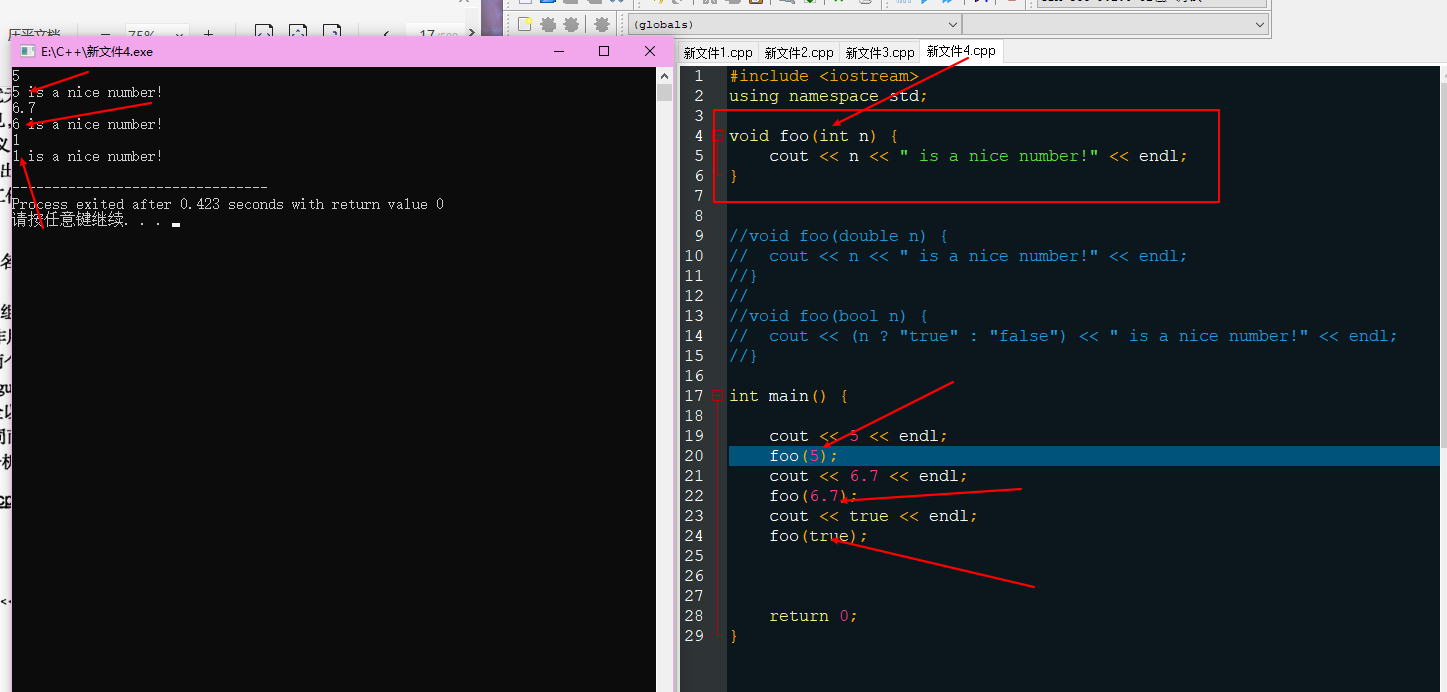 75%
17
(globals)
E:\C++\新文件4.exe
5
5 is a nice number!
6.7
6 is a nice number!
1
1 is a nice number!
--------------------------------
Process exited after 0.423 seconds with return value 0
请按任意键继续. . .
新文件1.cpp 新文件2.cpp 新文件3.cpp 新文件4.cpp
1 #include <iostream>
2 using namespace std;
3
4 void foo(int n) {
5 cout << n << " is a nice number!" << endl;
6 }
7
8
9 //void foo(double n) {
10 // cout << n << " is a nice number!" << endl;
11 //}
12 //
13 //void foo(bool n) {
14 // cout << (n ? "true" : "false") << " is a nice number!" << endl;
15 //}
16
17 int main() {
18
19 cout << 5 << endl;
20 foo(5);
21 cout << 6.7 << endl;
22 foo(6.7);
23 cout << true << endl;
24 foo(true);
25
26
27
28 return 0;
29 }